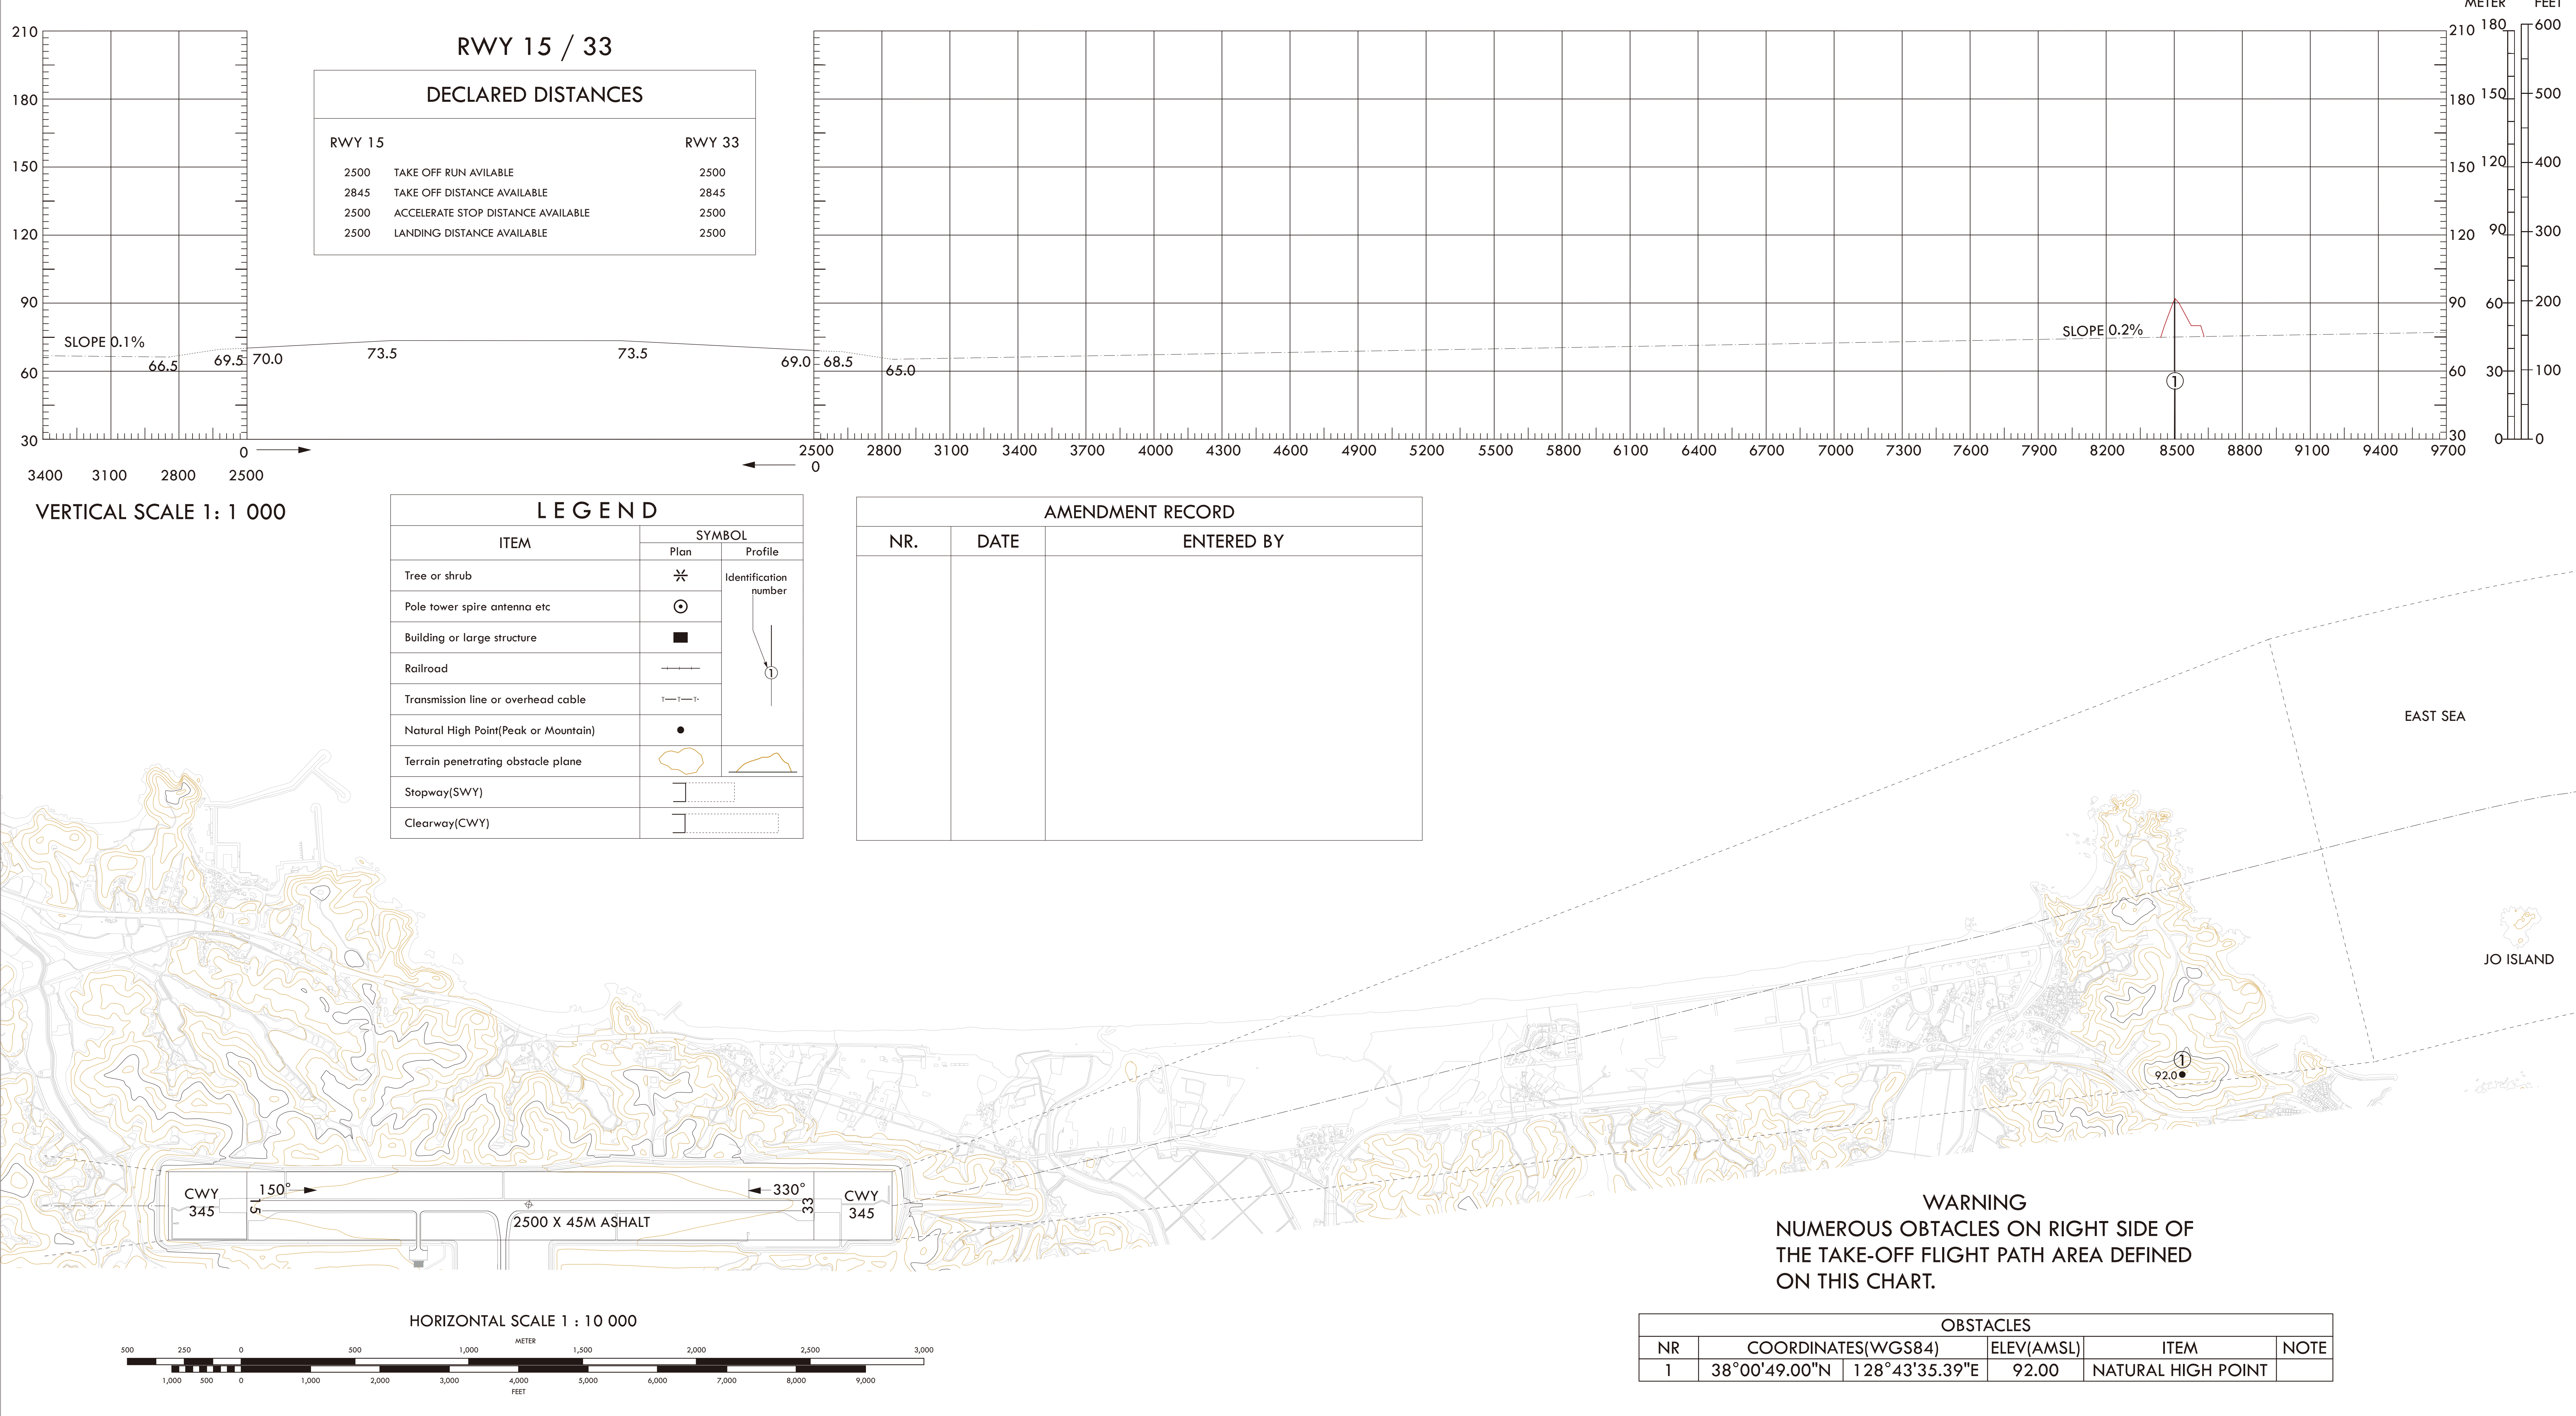 METER FEET
RWY 15 / 33
DECLARED DISTANCES
RWY 15 RWY 33
2500 TAKE OFF RUN AVILABLE 2500
2845 TAKE OFF DISTANCE AVAILABLE 2845
2500 ACCELERATE STOP DISTANCE AVAILABLE 2500
2500 LANDING DISTANCE AVAILABLE 2500
210
180
150
120
90
60
30
210
180
150
120
90
60
30
180
150
120
90
60
30
0
600
500
400
300
200
100
0
SLOPE 0.1%
66.5
69.5
70.0
73.5
73.5
69.0
68.5
65.0
SLOPE 0.2%
1
0
3400 3100 2800 2500
2500 2800 3100 3400 3700 4000 4300 4600 4900 5200 5500 5800 6100 6400 6700 7000 7300 7600 7900 8200 8500 8800 9100 9400 9700
0
VERTICAL SCALE 1: 1 000
LEGEND
ITEM SYMBOL
Plan Profile
Tree or shrub
Identification
number
Pole tower spire antenna etc
Building or large structure
Railroad
1
Transmission line or overhead cable
T T T
Natural High Point(Peak or Mountain)
Terrain penetrating obstacle plane
Stopway(SWY)
Clearway(CWY)
AMENDMENT RECORD
NR. DATE ENTERED BY
EAST SEA
JO ISLAND
1
92.0
CWY
345
15
150°
330°
33
CWY
345
2500 X 45M ASHALT
WARNING
NUMEROUS OBTACLES ON RIGHT SIDE OF
THE TAKE-OFF FLIGHT PATH AREA DEFINED
ON THIS CHART.
HORIZONTAL SCALE 1 : 10 000
METER
500 250 0 500 1,000 1,500 2,000 2,500 3,000
1,000 500 0 1,000 2,000 3,000 4,000 5,000 6,000 7,000 8,000 9,000
FEET
OBSTACLES
NR COORDINATES(WGS84) ELEV(AMSL) ITEM NOTE
1 38°00'49.00"N 128°43'35.39"E 92.00 NATURAL HIGH POINT